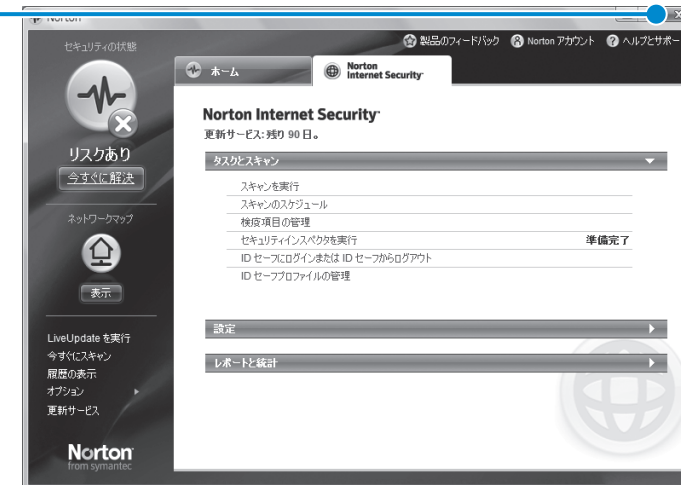 Norton
セキュリティの状態
製品のフィードバック Norton アカウント ヘルプとサポー
ホーム
Norton
Internet Security
リスクあり
今すぐに解決
ネットワークマップ
表示
LiveUpdate を実行
今すぐにスキャン
履歴の表示
オプション
更新サービス
Norton
from symantec
Norton Internet Security
更新サービス: 残り 90 日。
タスクとスキャン
スキャンを実行
スキャンのスケジュール
検疫項目の管理
セキュリティインスペクタを実行 準備完了
ID セーフにログインまたは ID セーフからログアウト
ID セーフプロファイルの管理
設定
レポートと統計